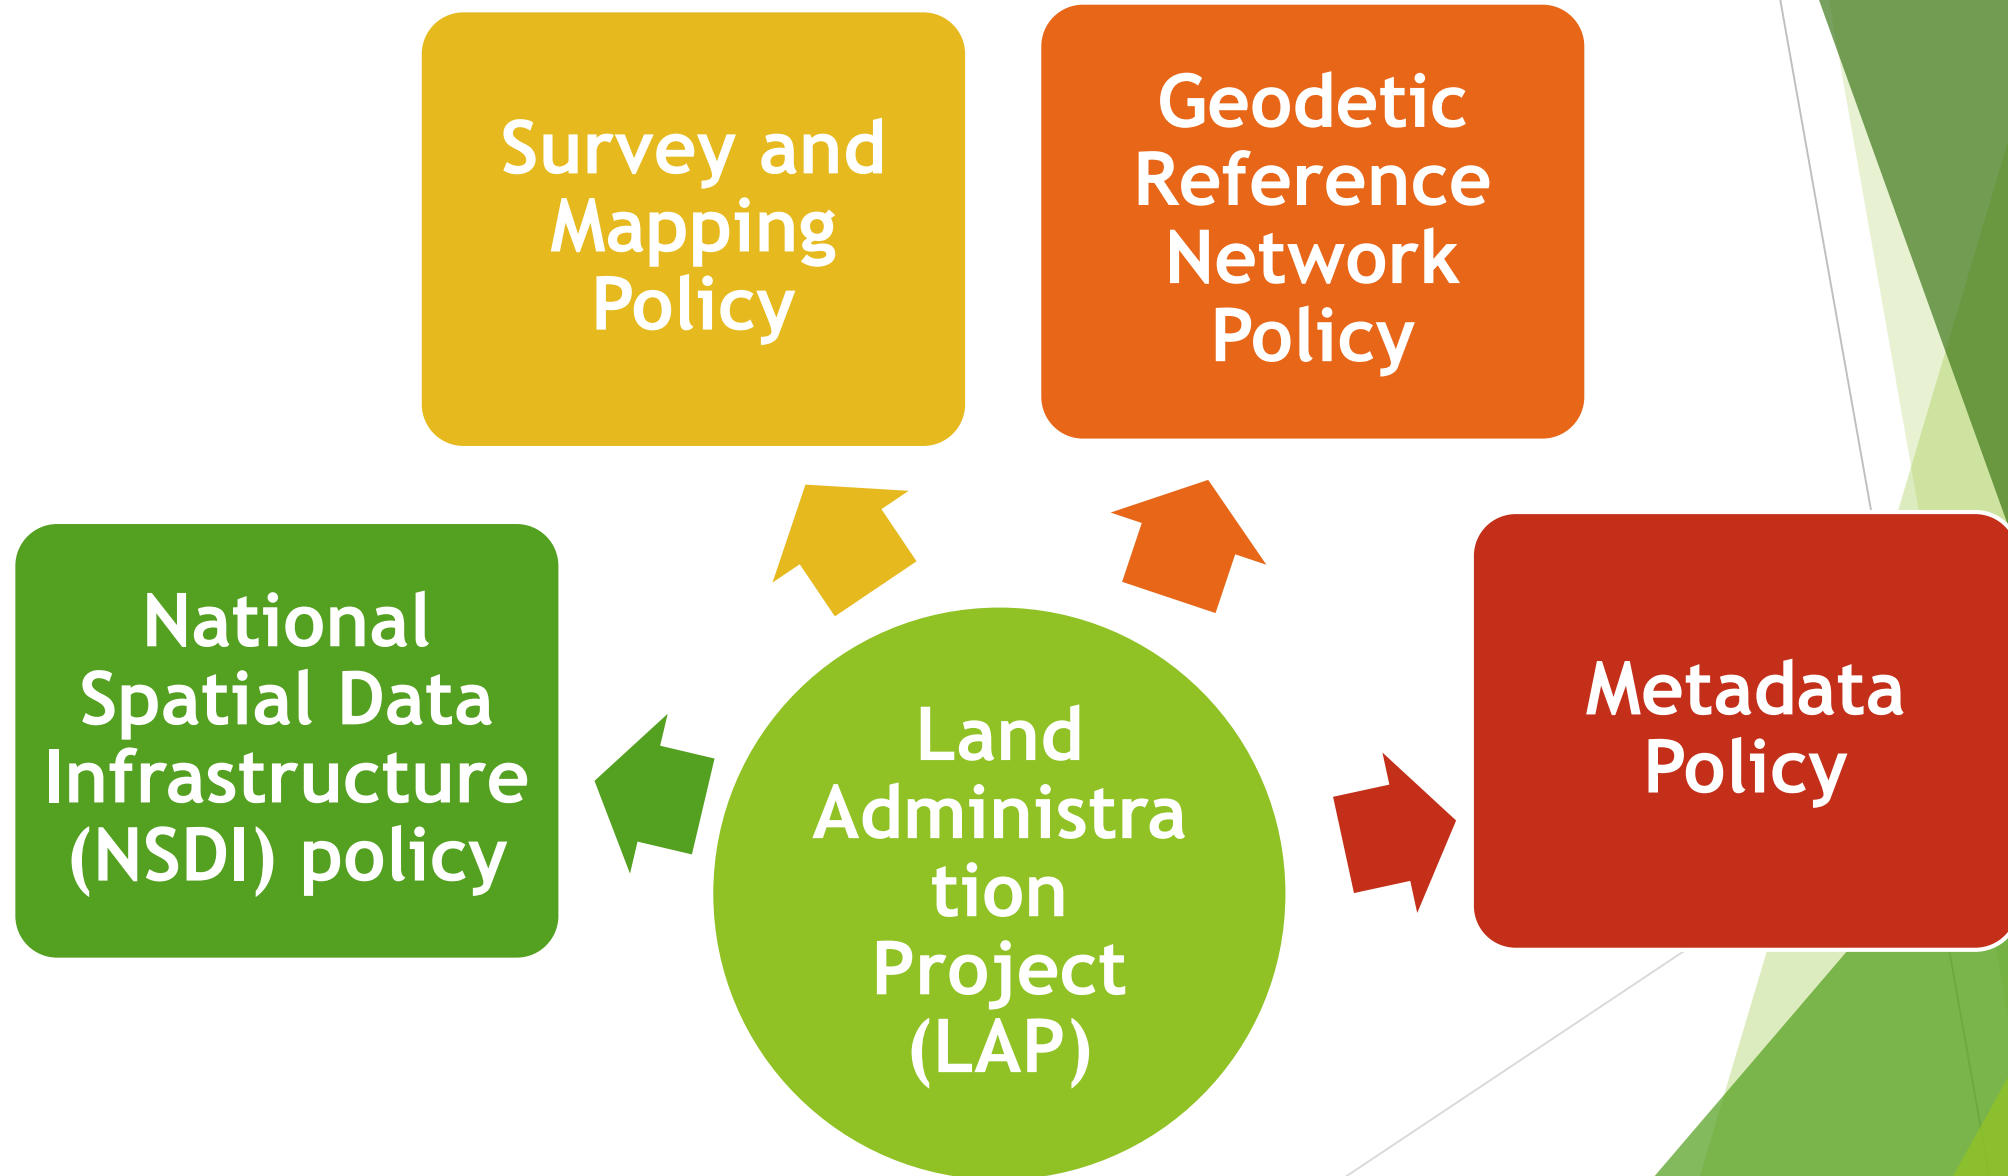 Survey and
Mapping
Policy
Geodetic
Reference
Network
Policy
National
Spatial Data
Infrastructure
(NSDI) policy
Land
Administra
tion
Project
(LAP)
Metadata
Policy